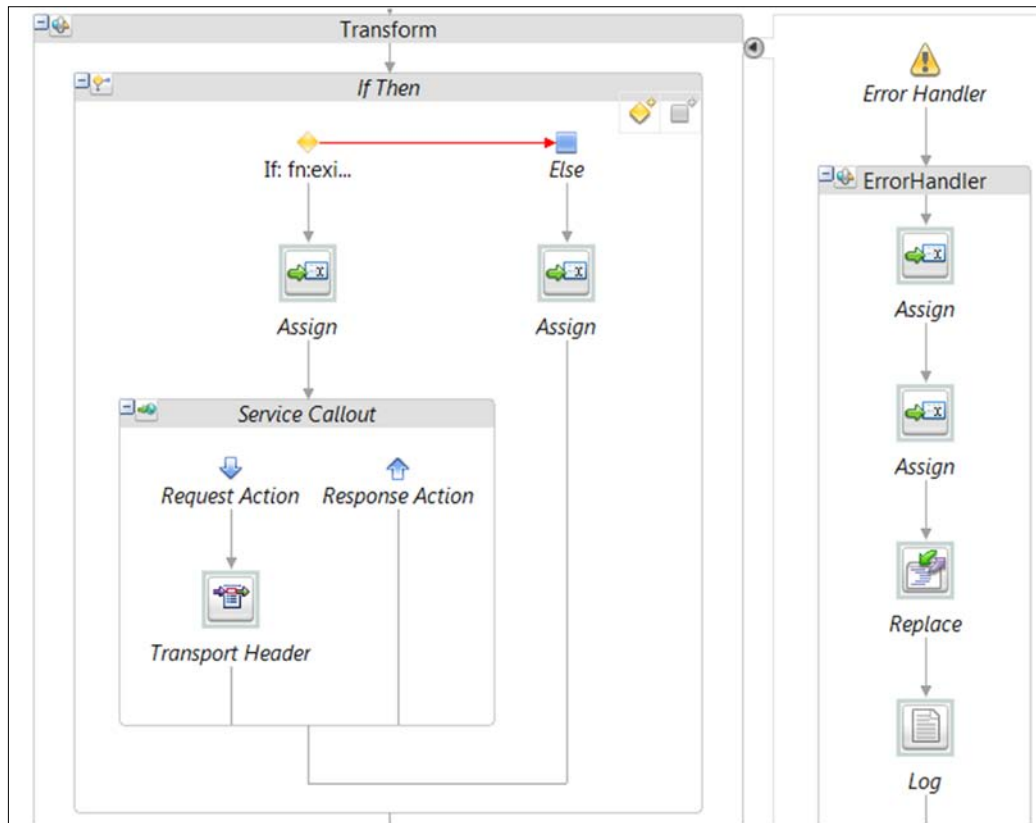 Transform
If Then
If: fn:exi...
Else
Assign
Assign
Service Callout
Request Action
Response Action
Transport Header
Error Handler
ErrorHandler
Assign
Assign
Replace
Log